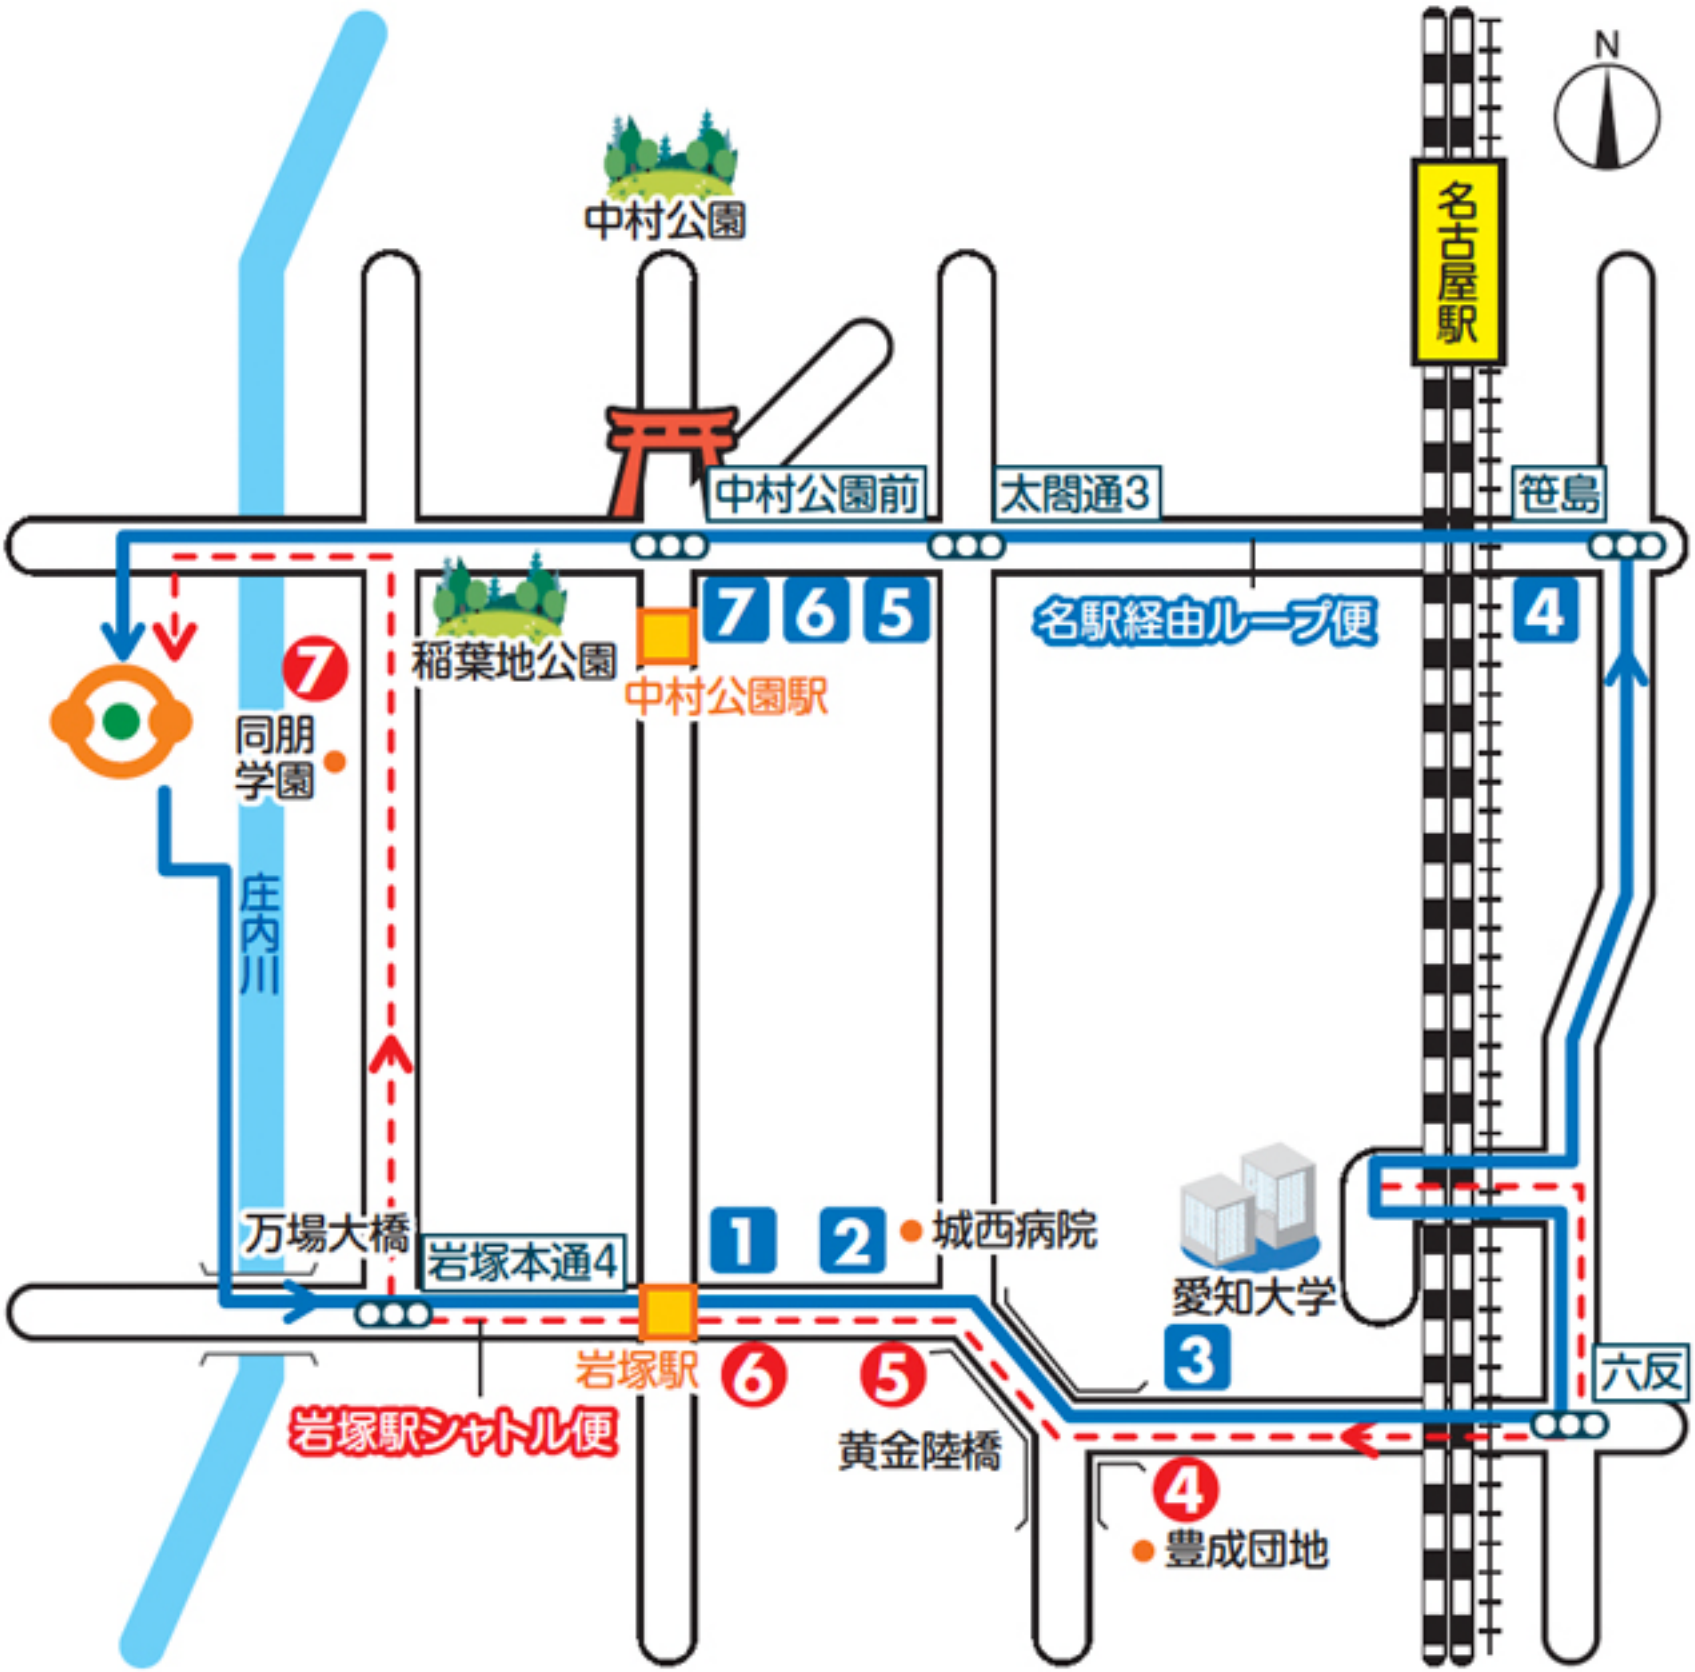 N
中村公園
名古屋駅
中村公園前
太閤通3
笹島
7
6
5
名駅経由ループ便
4
稲葉地公園
中村公園駅
7
同朋
学園
庄内川
万場大橋
岩塚本通4
1
2
城西病院
愛知大学
3
六反
岩塚駅
6
5
岩塚駅シャトル便
黄金陸橋
4
豊成団地